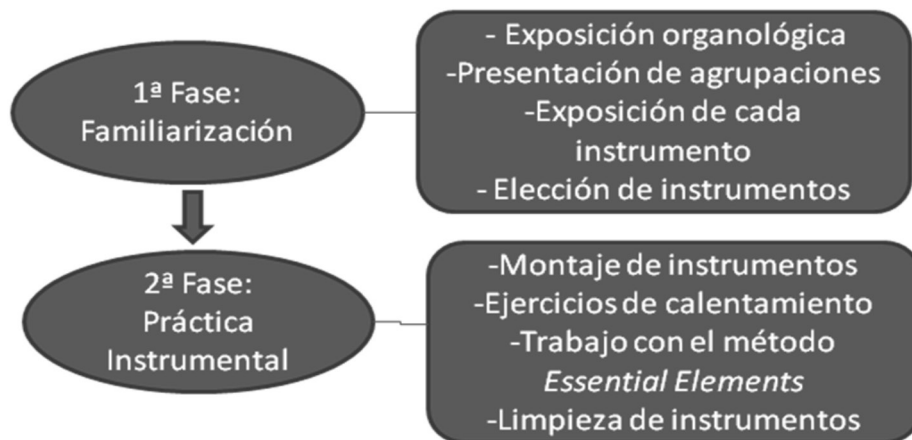 1ª Fase:
Familiarización
- Exposición organológica
-Presentación de agrupaciones
-Exposición de cada
instrumento
- Elección de instrumentos
2ª Fase:
Práctica
Instrumental
-Montaje de instrumentos
-Ejercicios de calentamiento
-Trabajo con el método
Essential Elements
-Limpieza de instrumentos